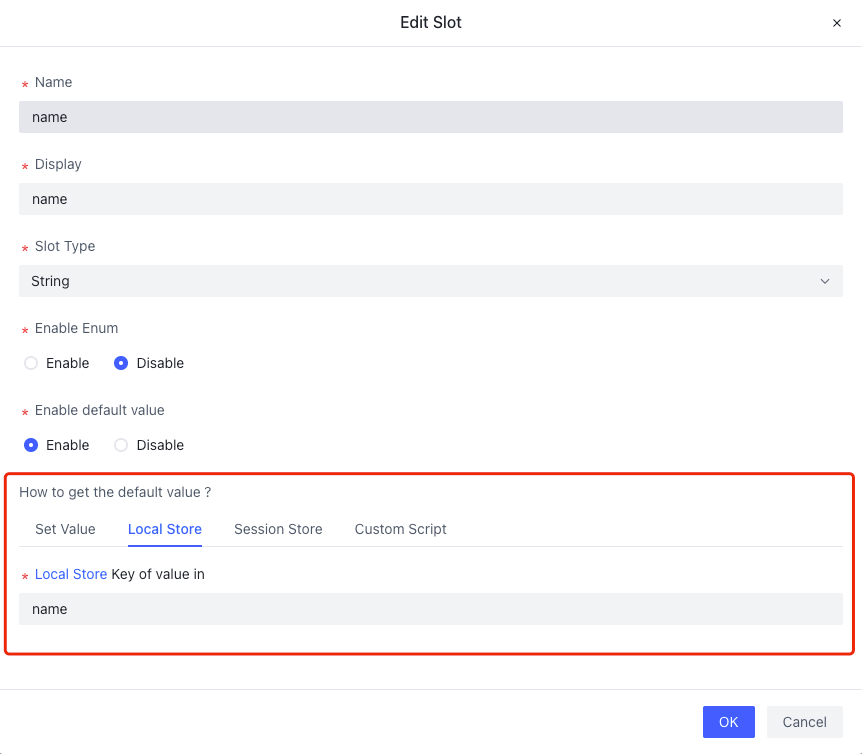 Edit Slot ×
* Name
name
* Display
name
* Slot Type
String
* Enable Enum
Enable Disable
* Enable default value
Enable Disable
How to get the default value ?
Set Value Local Store Session Store Custom Script
* Local Store Key of value in
name
OK Cancel